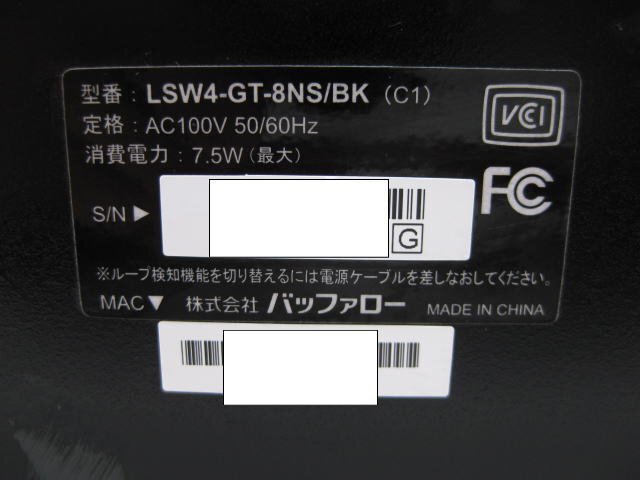 型番：LSW4-GT-8NS/BK（C1）
定格：AC100V 50/60Hz
消費電力：7.5W（最大）
VCCI
FC
S/N▶
G
※ループ検知機能を切り替えるには電源ケーブルを差しなおしてください。
MAC▼ 株式会社 バッファロー MADE IN CHINA